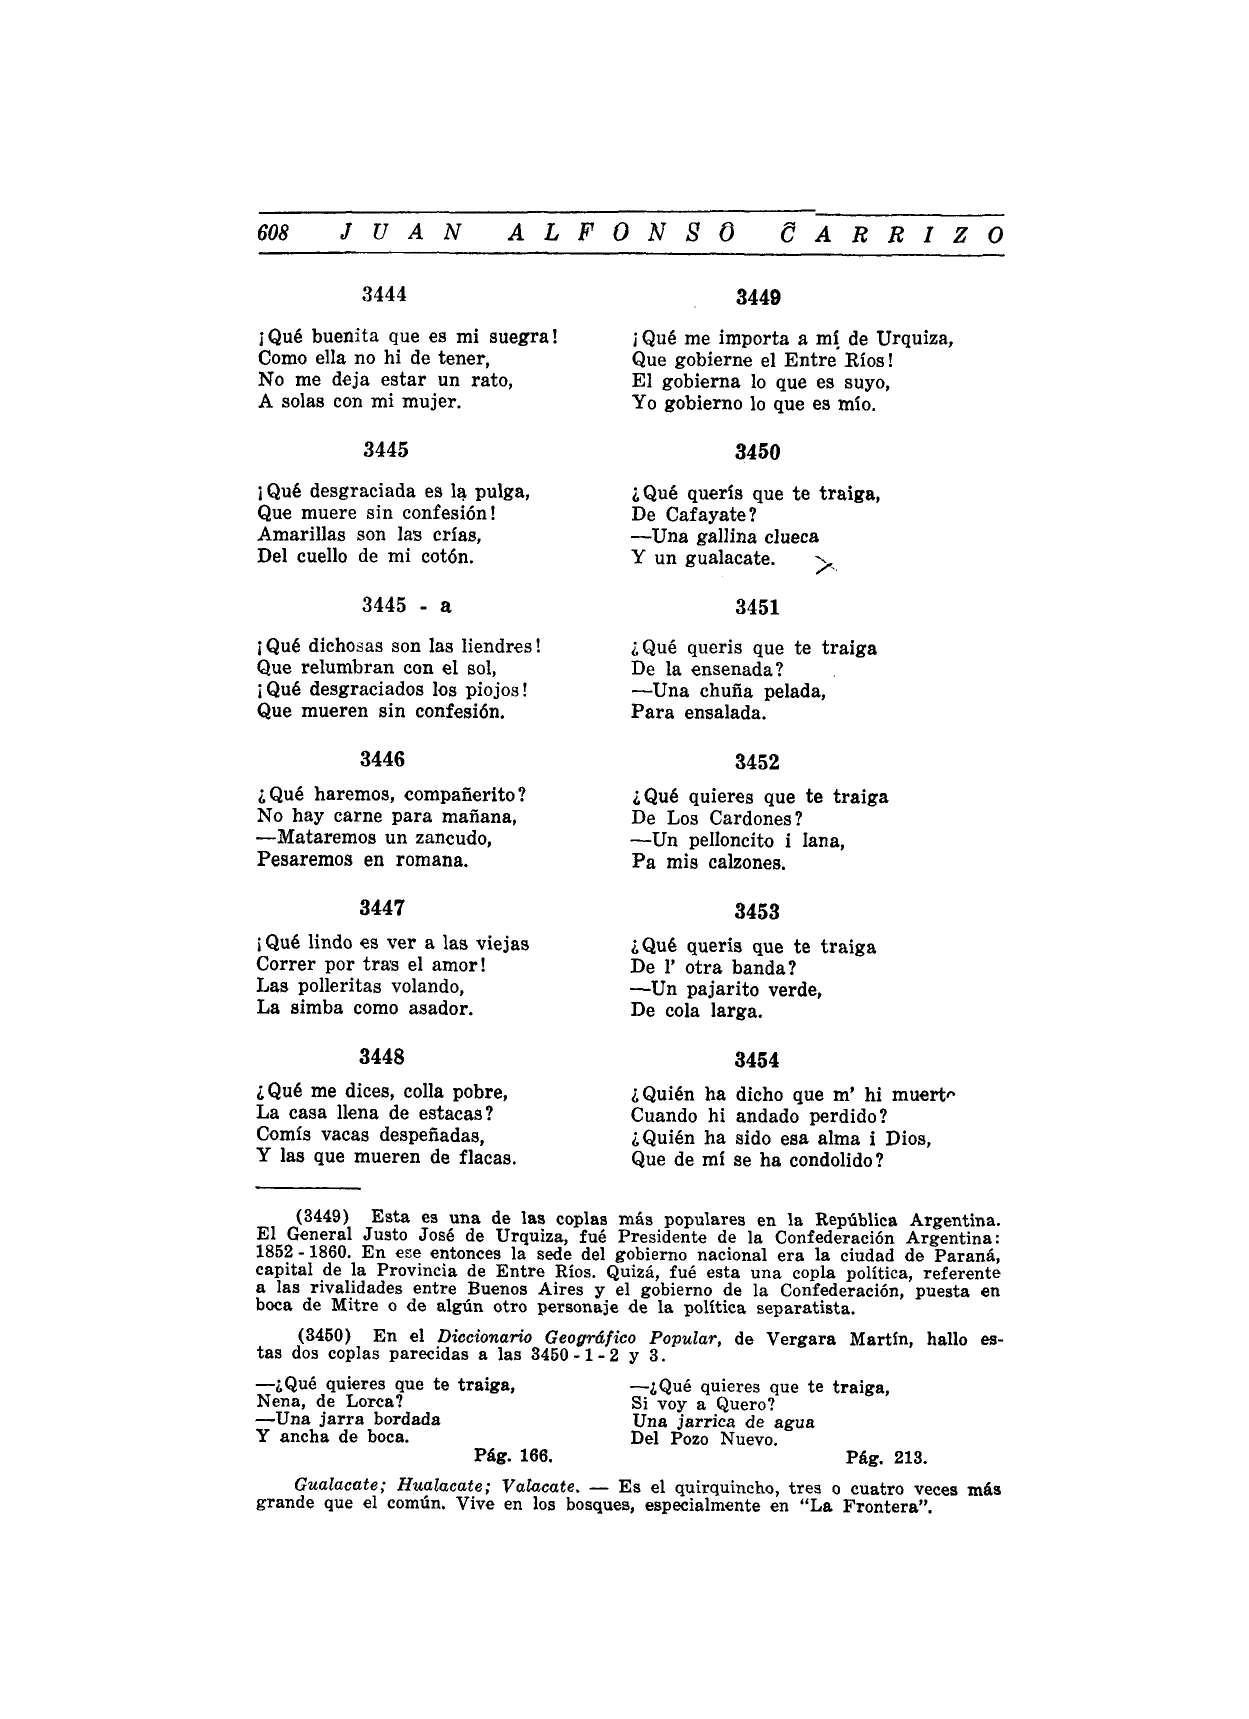 608 JUAN ALFONSO CARRIZO
3444
¡Qué buenita que es mi suegra!
Como ella no hi de tener,
No me deja estar un rato,
A solas con mi mujer.
3445
¡Qué desgraciada es la pulga,
Que muere sin confesión!
Amarillas son las crías,
Del cuello de mi cotón.
3445 - a
¡Qué dichosas son las liendres!
Que relumbran con el sol,
¡Qué desgraciados los piojos!
Que mueren sin confesión.
3446
¿Qué haremos, compañerito?
No hay carne para mañana,
—Mataremos un zancudo,
Pesaremos en romana.
3447
¡Qué lindo es ver a las viejas
Correr por tras el amor!
Las polleritas volando,
La simba como asador.
3448
¿Qué me dices, colla pobre,
La casa llena de estacas?
Comís vacas despeñadas,
Y las que mueren de flacas.
3449
¡Qué me importa a mí de Urquiza,
Que gobierne el Entre Ríos!
El gobierna lo que es suyo,
Yo gobierno lo que es mío.
3450
¿Qué querís que te traiga,
De Cafayate?
—Una gallina clueca
Y un gualacate.
3451
¿Qué queris que te traiga
De la ensenada?
—Una chuña pelada,
Para ensalada.
3452
¿Qué quieres que te traiga
De Los Cardones?
—Un pelloncito i lana,
Pa mis calzones.
3453
¿Qué querís que te traiga
De l' otra banda?
—Un pajarito verde,
De cola larga.
3454
¿Quién ha dicho que m' hi muerto
Cuando hi andado perdido?
¿Quién ha sido esa alma i Dios,
Que de mí se ha condolido?
(3449) Esta es una de las coplas más populares en la República Argentina.
El General Justo José de Urquiza, fué Presidente de la Confederación Argentina:
1852 - 1860. En ese entonces la sede del gobierno nacional era la ciudad de Paraná,
capital de la Provincia de Entre Ríos. Quizá, fué esta una copla política, referente
a las rivalidades entre Buenos Aires y el gobierno de la Confederación, puesta en
boca de Mitre o de algún otro personaje de la política separatista.
(3450) En el Diccionario Geográfico Popular, de Vergara Martín, hallo es-
tas dos coplas parecidas a las 3450 - 1 - 2 y 3.
—¿Qué quieres que te traiga,
Nena, de Lorca?
—Una jarra bordada
Y ancha de boca.
Pág. 166.
—¿Qué quieres que te traiga,
Si voy a Quero?
Una jarrica de agua
Del Pozo Nuevo.
Pág. 213.
Gualacate; Hualacate; Valacate. — Es el quirquincho, tres o cuatro veces más
grande que el común. Vive en los bosques, especialmente en “La Frontera”.